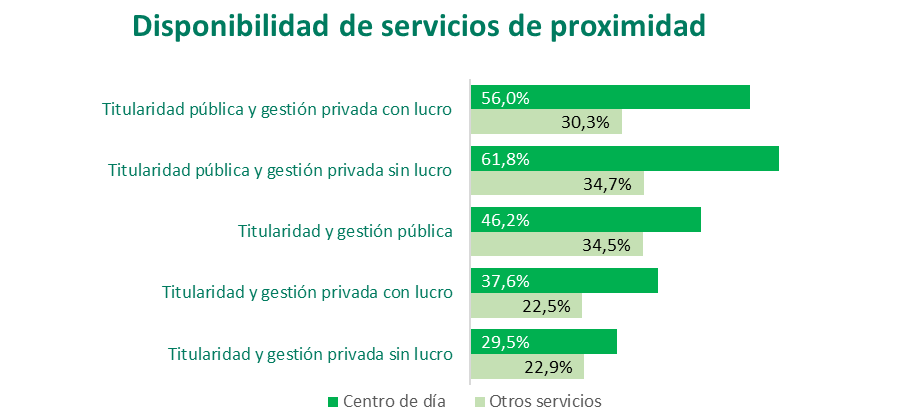 Disponibilidad de servicios de proximidad
Titularidad pública y gestión privada con lucro
56,0%
30,3%
Titularidad pública y gestión privada sin lucro
61,8%
34,7%
Titularidad y gestión pública
46,2%
34,5%
Titularidad y gestión privada con lucro
37,6%
22,5%
Titularidad y gestión privada sin lucro
29,5%
22,9%
Centro de día Otros servicios